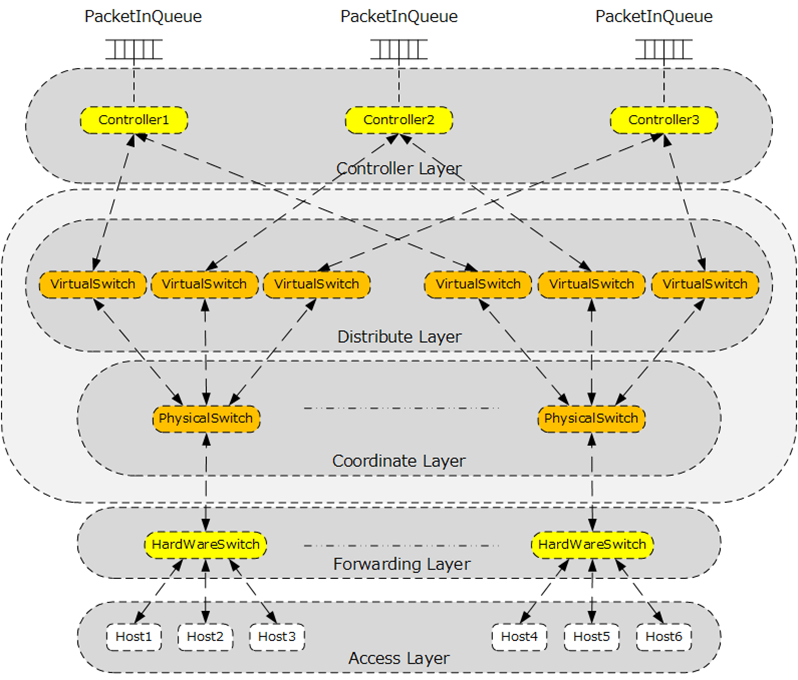 PacketInQueue
PacketInQueue
PacketInQueue
Controller1
Controller2
Controller3
Controller Layer
VirtualSwitch
VirtualSwitch
VirtualSwitch
VirtualSwitch
VirtualSwitch
VirtualSwitch
Distribute Layer
PhysicalSwitch
PhysicalSwitch
Coordinate Layer
HardWareSwitch
HardWareSwitch
Forwarding Layer
Host1
Host2
Host3
Host4
Host5
Host6
Access Layer